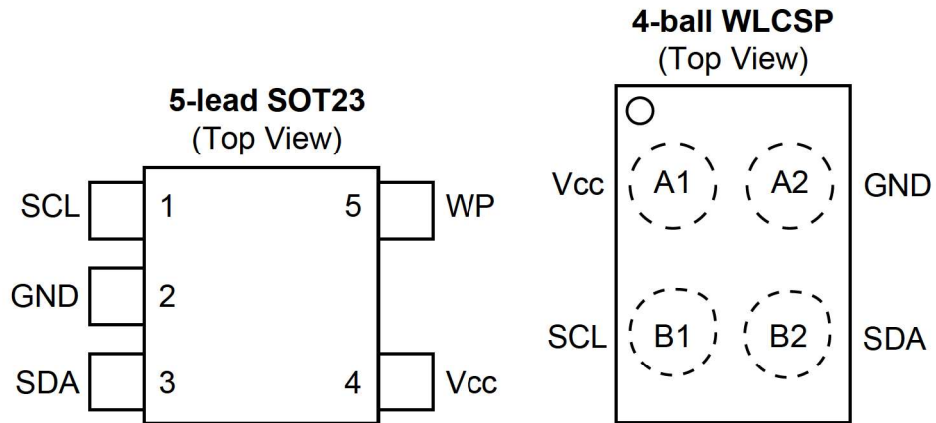 5-lead SOT23
(Top View)
SCL 1 5 WP
GND 2
SDA 3 4 Vcc
4-ball WLCSP
(Top View)
Vcc A1 A2 GND
SCL B1 B2 SDA